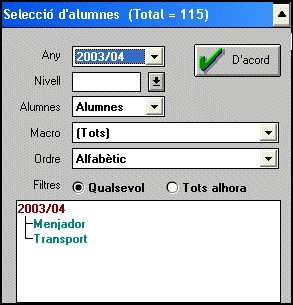 Selecció d'alumnes (Total = 115)
Any 2003/04 D'acord
Nivell
Alumnes Alumnes
Macro (Tots)
Ordre Alfabètic
Filtres Qualsevol Tots alhora
2003/04
Menjador
Transport